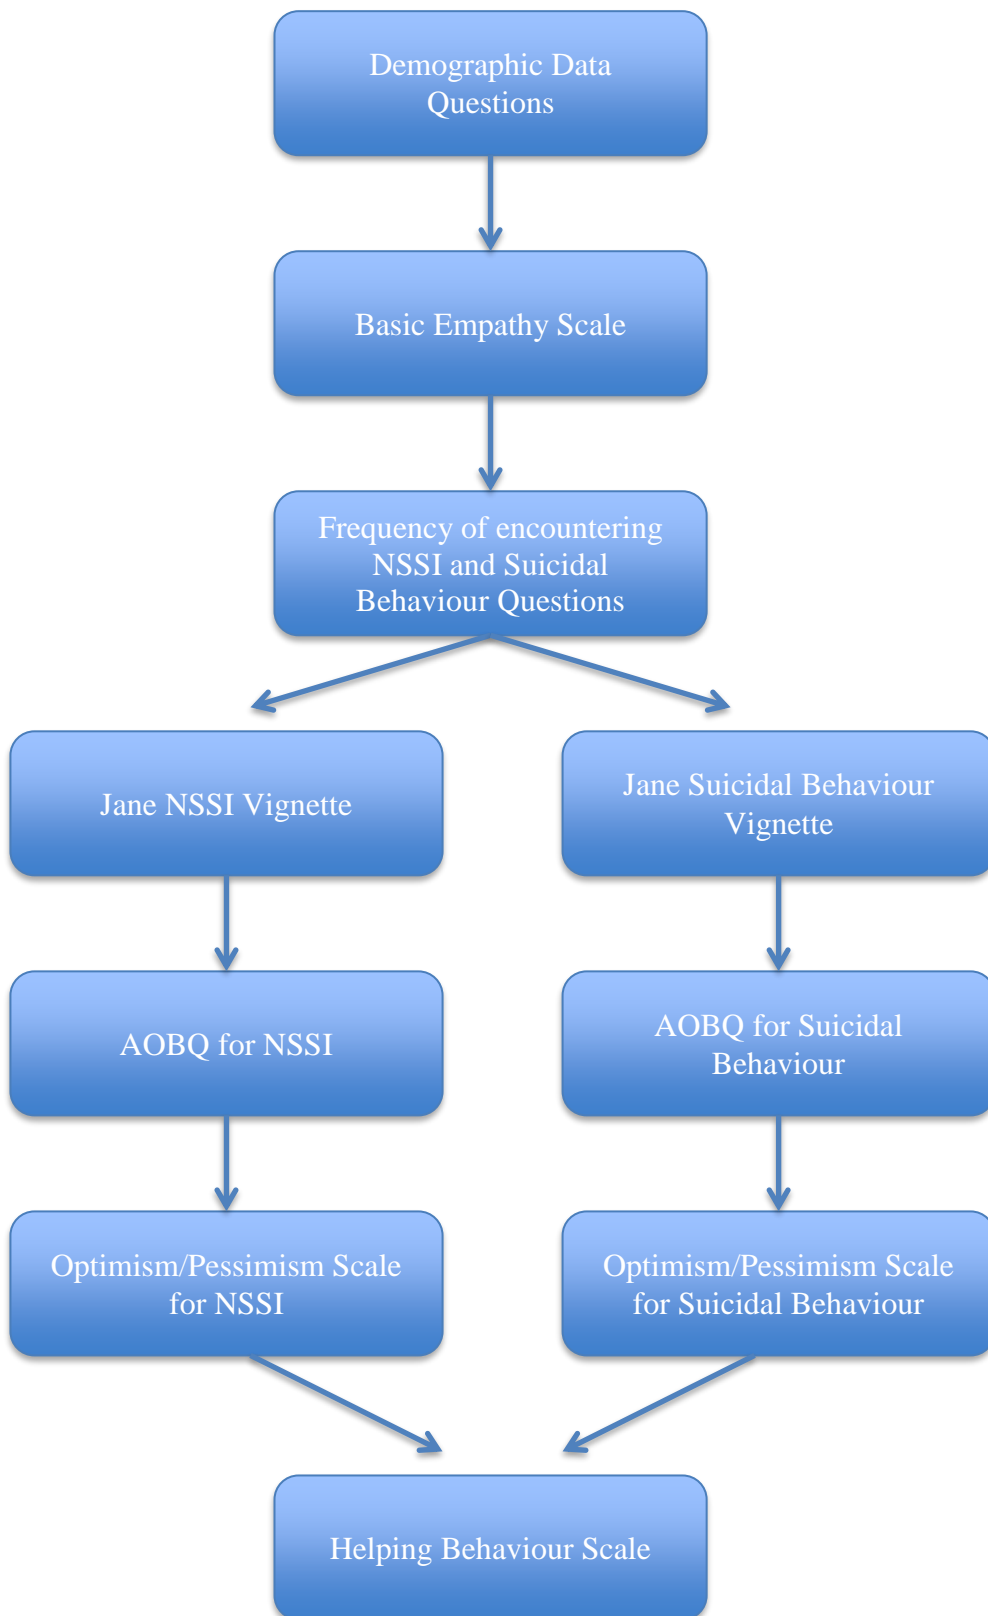 Demographic Data
Questions
Basic Empathy Scale
Frequency of encountering
NSSI and Suicidal
Behaviour Questions
Jane NSSI Vignette
Jane Suicidal Behaviour
Vignette
AOBQ for NSSI
AOBQ for Suicidal
Behaviour
Optimism/Pessimism Scale
for NSSI
Optimism/Pessimism Scale
for Suicidal Behaviour
Helping Behaviour Scale